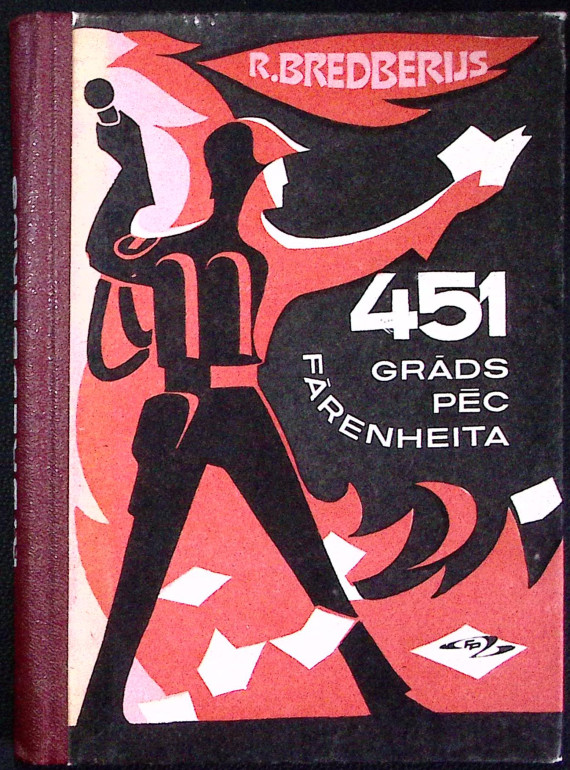 R. BREDBERIJS
451
GRĀDS
PĒC
FĀRENHEITA